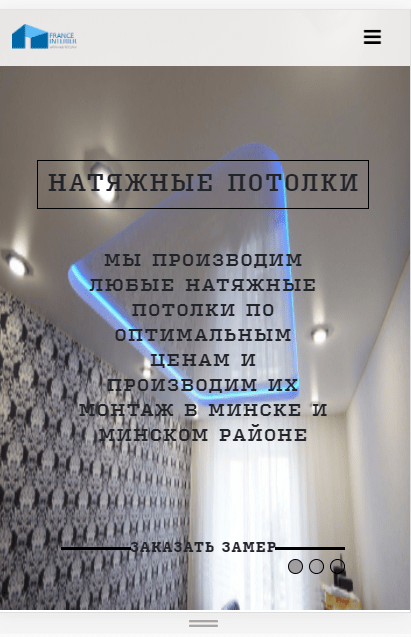 FRANCE
INTERIER
НАТЯЖНЫЕ ПОТОЛКИ
МЫ ПРОИЗВОДИМ
ЛЮБЫЕ НАТЯЖНЫЕ
ПОТОЛКИ ПО
ОПТИМАЛЬНЫМ
ЦЕНАМ И
ПРОИЗВОДИМ ИХ
МОНТАЖ В МИНСКЕ И
МИНСКОМ РАЙОНЕ
ЗАКАЗАТЬ ЗАМЕР